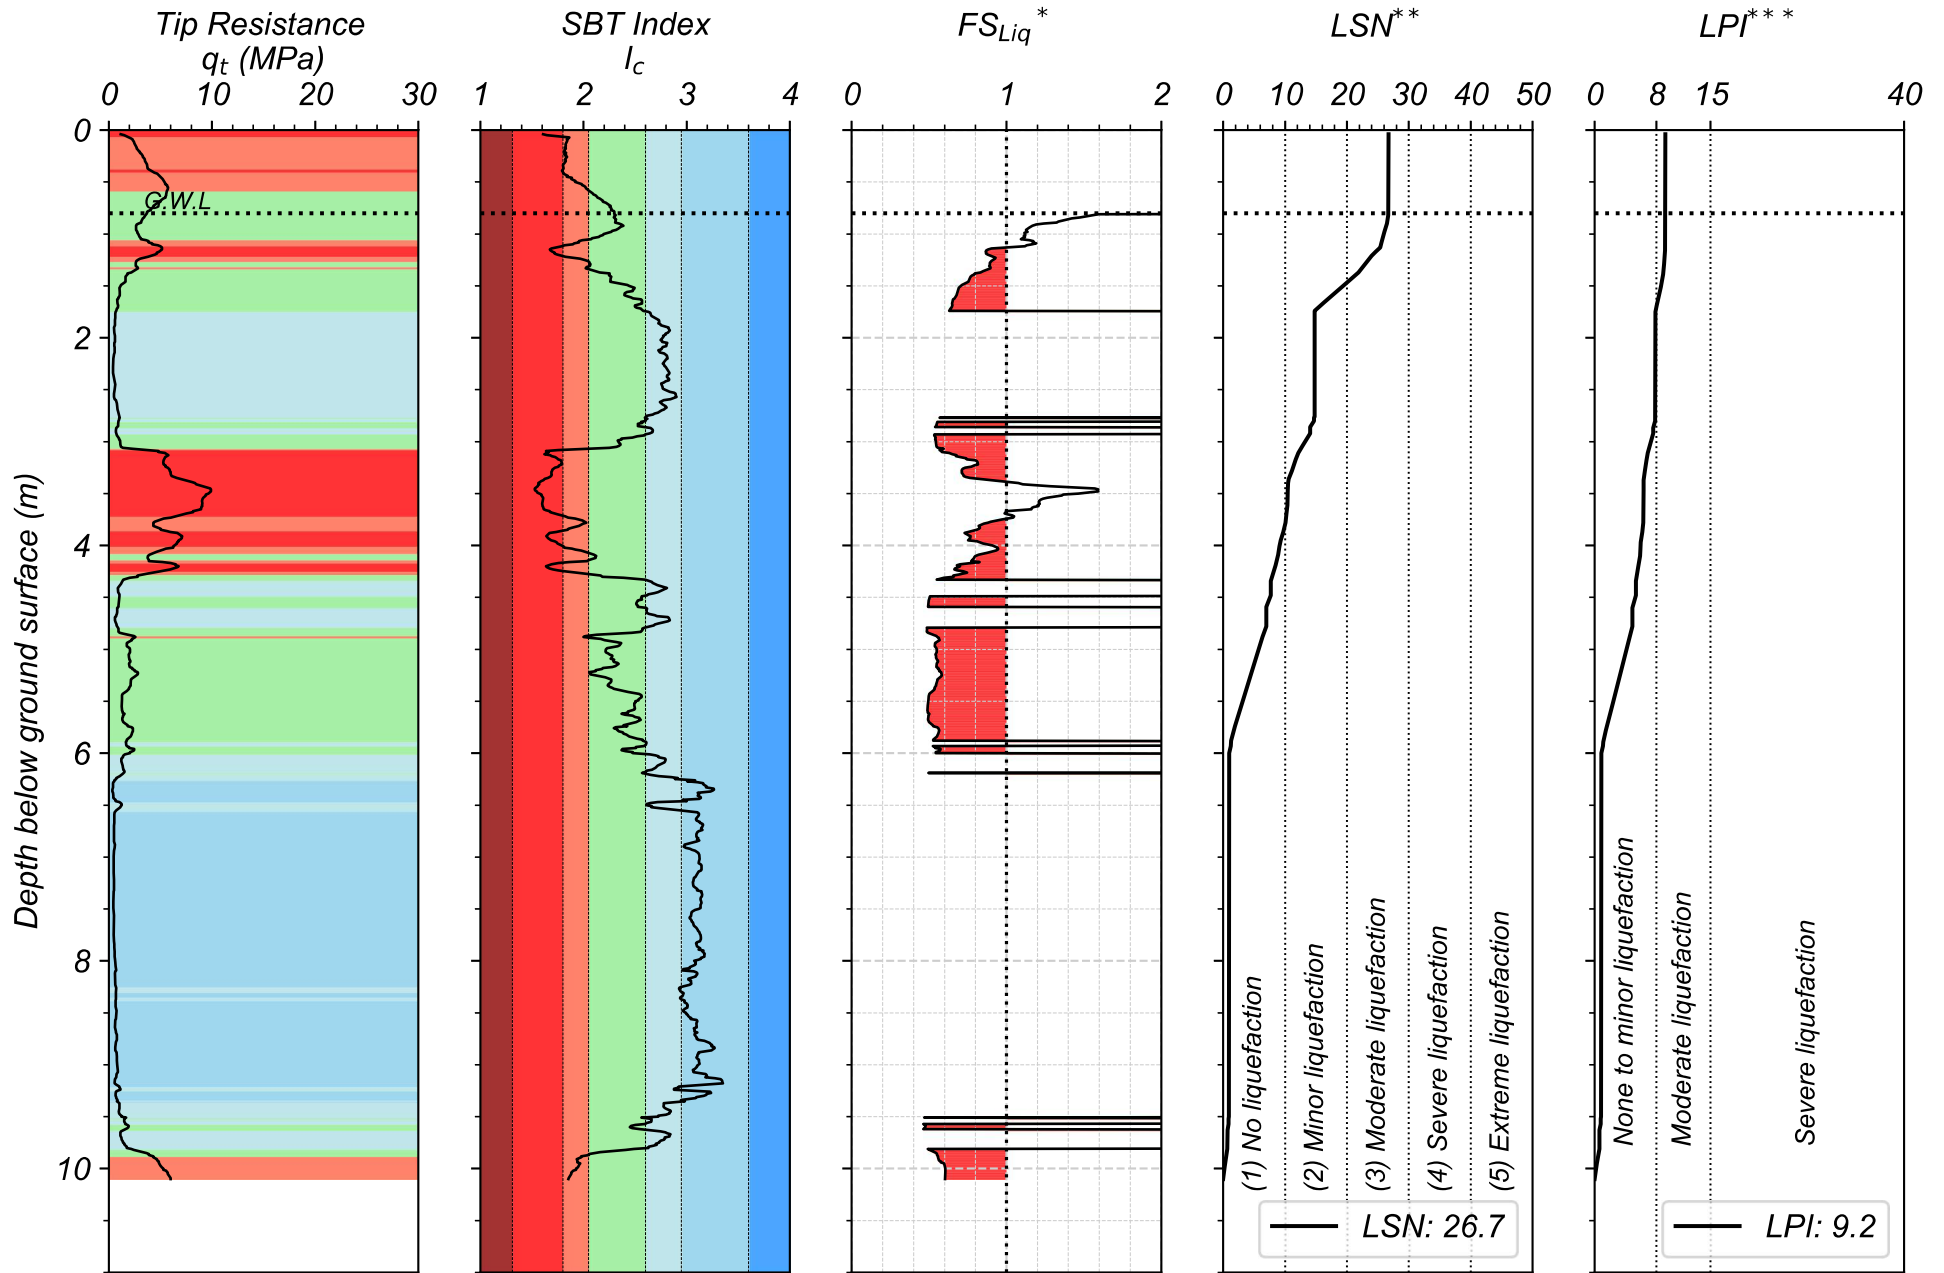 Tip Resistance
qt (MPa)
0 10 20 30
SBT Index
Ic
1 2 3 4
FSLiq*
0 1 2
LSN**
0 10 20 30 40 50
LPI***
0 8 15 40
Depth below ground surface (m)
0
2
4
6
8
10
G.W.L
(1) No liquefaction
(2) Minor liquefaction
(3) Moderate liquefaction
(4) Severe liquefaction
(5) Extreme liquefaction
LSN: 26.7
None to minor liquefaction
Moderate liquefaction
Severe liquefaction
LPI: 9.2